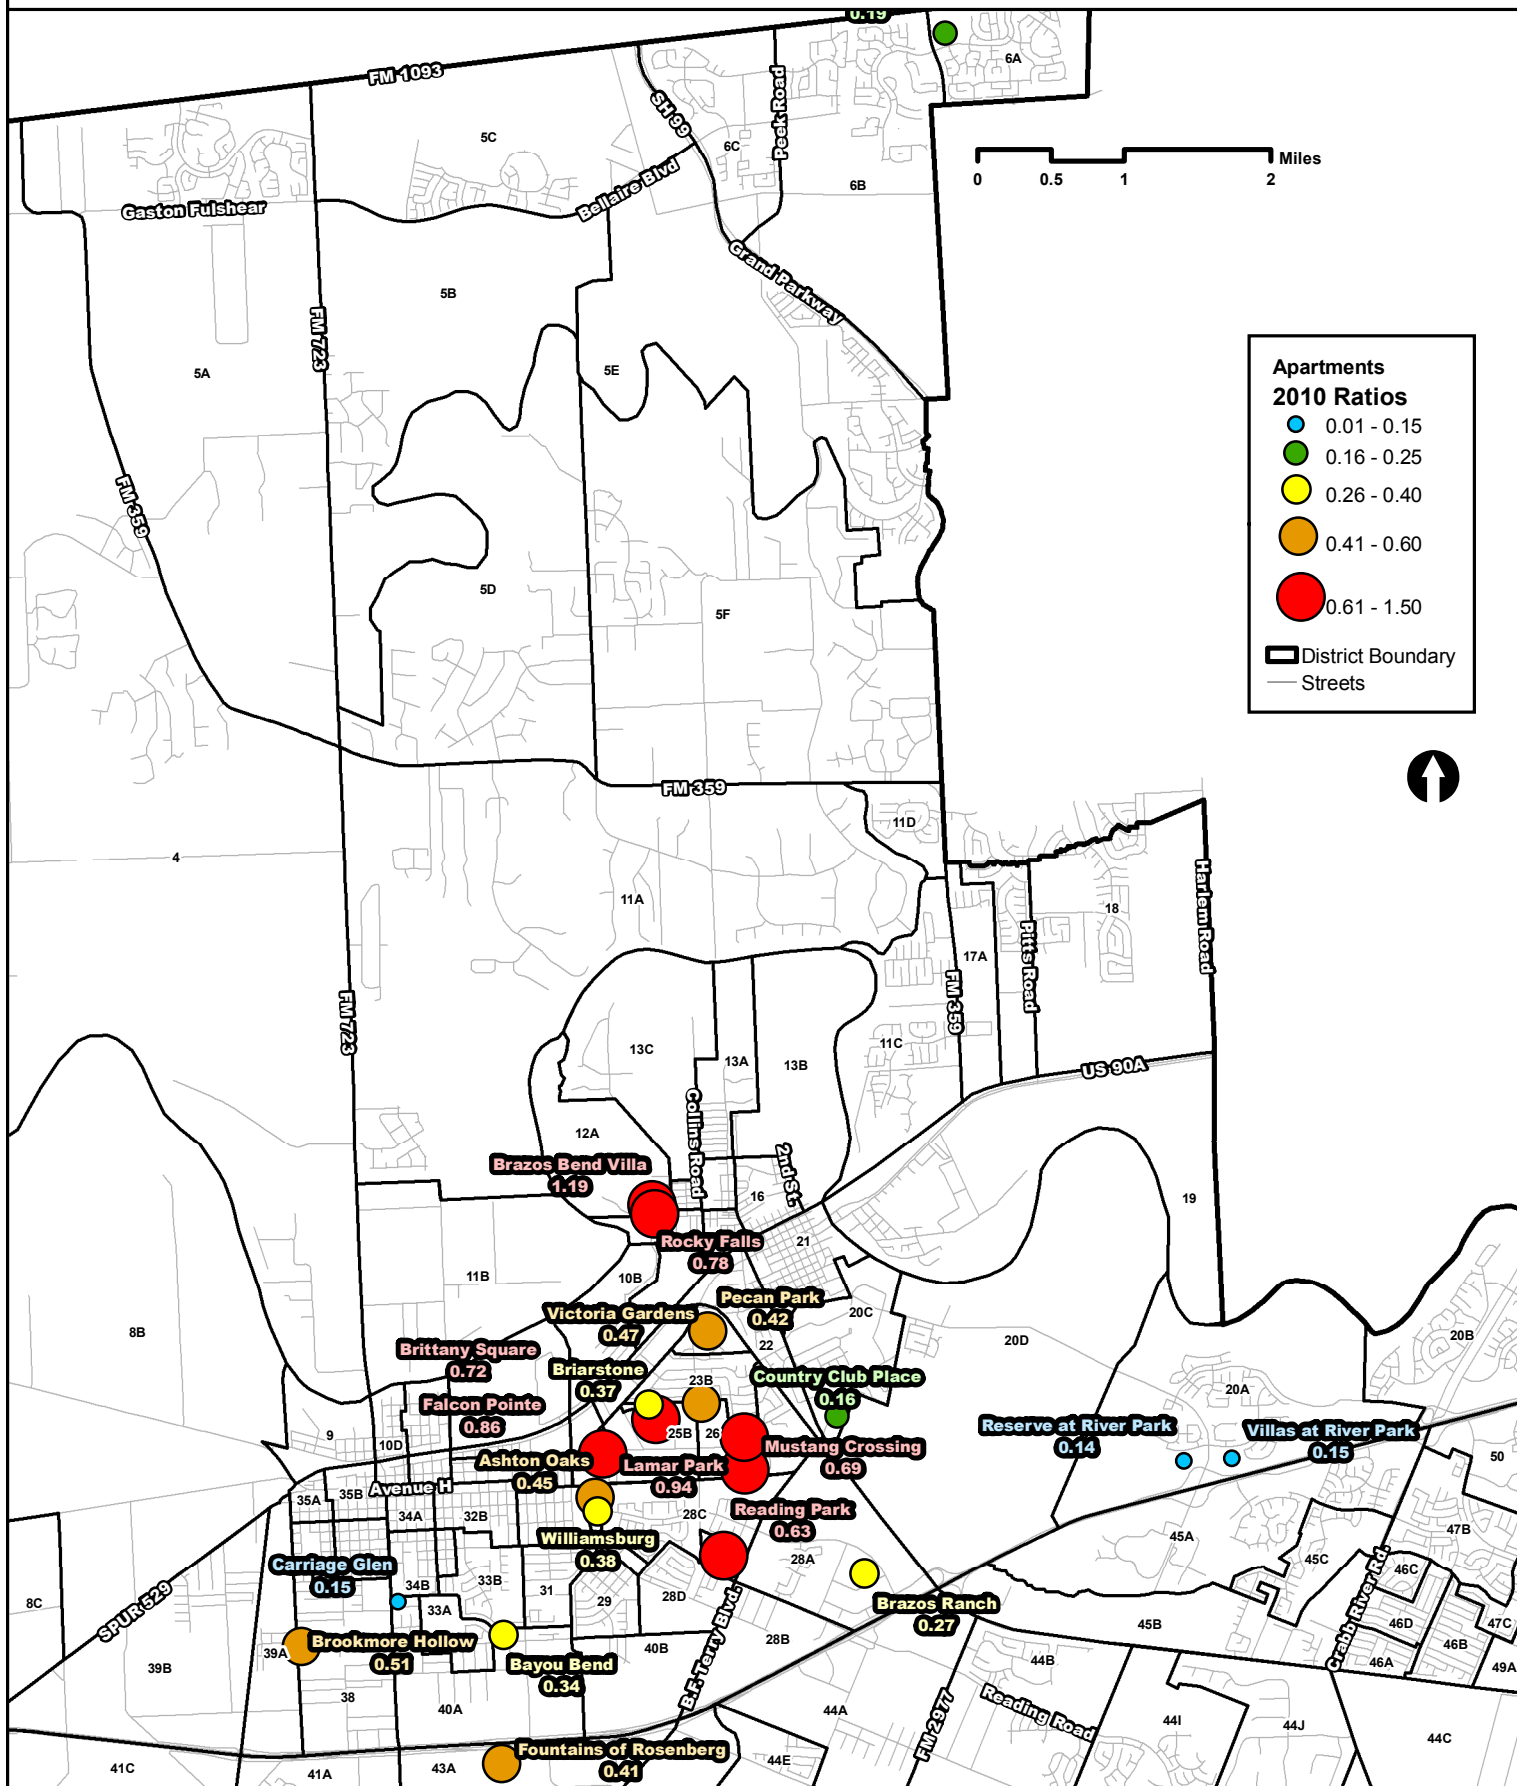 0.19
6A
FM 1093
SH 99
Peek Road
5C
6C
Miles
0 0.5 1 2
Bellaire Blvd
6B
Gaston Fulshear
Grand Parkway
5B
FM 723
5A
5E
Apartments
2010 Ratios
0.01 - 0.15
0.16 - 0.25
0.26 - 0.40
0.41 - 0.60
0.61 - 1.50
District Boundary
Streets
FM 359
5D
5F
FM 359
11D
4
11A
18
Harlem Road
Pitts Road
17A
FM 359
FM 723
11C
13C
13A
13B
US 90A
Collins Road
12A
2nd St.
Brazos Bend Villa
1.19
16
19
21
Rocky Falls
0.78
11B
10B
Pecan Park
0.42
Victoria Gardens
0.47
20C
20D
20B
8B
22
Brittany Square
0.72
Briarstone
0.37
23B
Country Club Place
0.16
20A
Falcon Pointe
0.86
Reserve at River Park
0.14
Villas at River Park
0.15
9
10D
25B
26
Mustang Crossing
0.69
50
Ashton Oaks
0.45
Lamar Park
0.94
Avenue H
35A
35B
34A
32B
28C
Reading Park
0.63
47B
Williamsburg
0.38
45A
45C
Carriage Glen
0.15
28A
46C
34B
33B
31
29
28D
8C
SPUR 529
33A
Brazos Ranch
0.27
45B
46D
47C
Crabb River Rd.
46B
Brookmore Hollow
0.51
39A
39B
40B
28B
B.F. Terry Blvd.
44B
46A
49A
Bayou Bend
0.34
38
40A
44A
FM 2977
Reading Road
44I
44J
44C
Fountains of Rosenberg
0.41
41C
41A
43A
44E